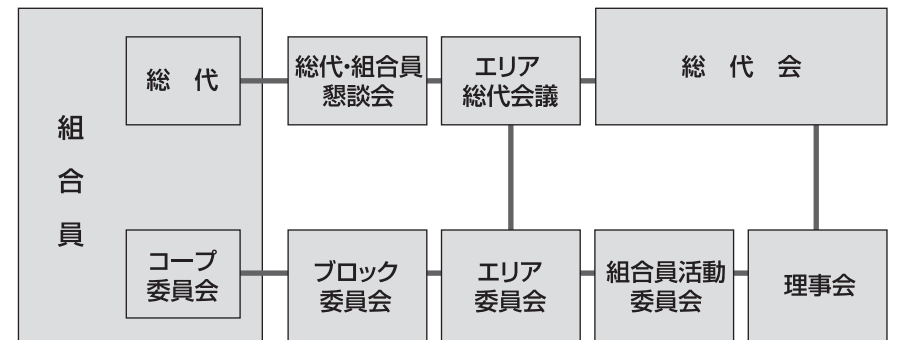 組合員
総代
総代・組合員
懇談会
エリア
総代会議
総代会
コープ
委員会
ブロック
委員会
エリア
委員会
組合員活動
委員会
理事会